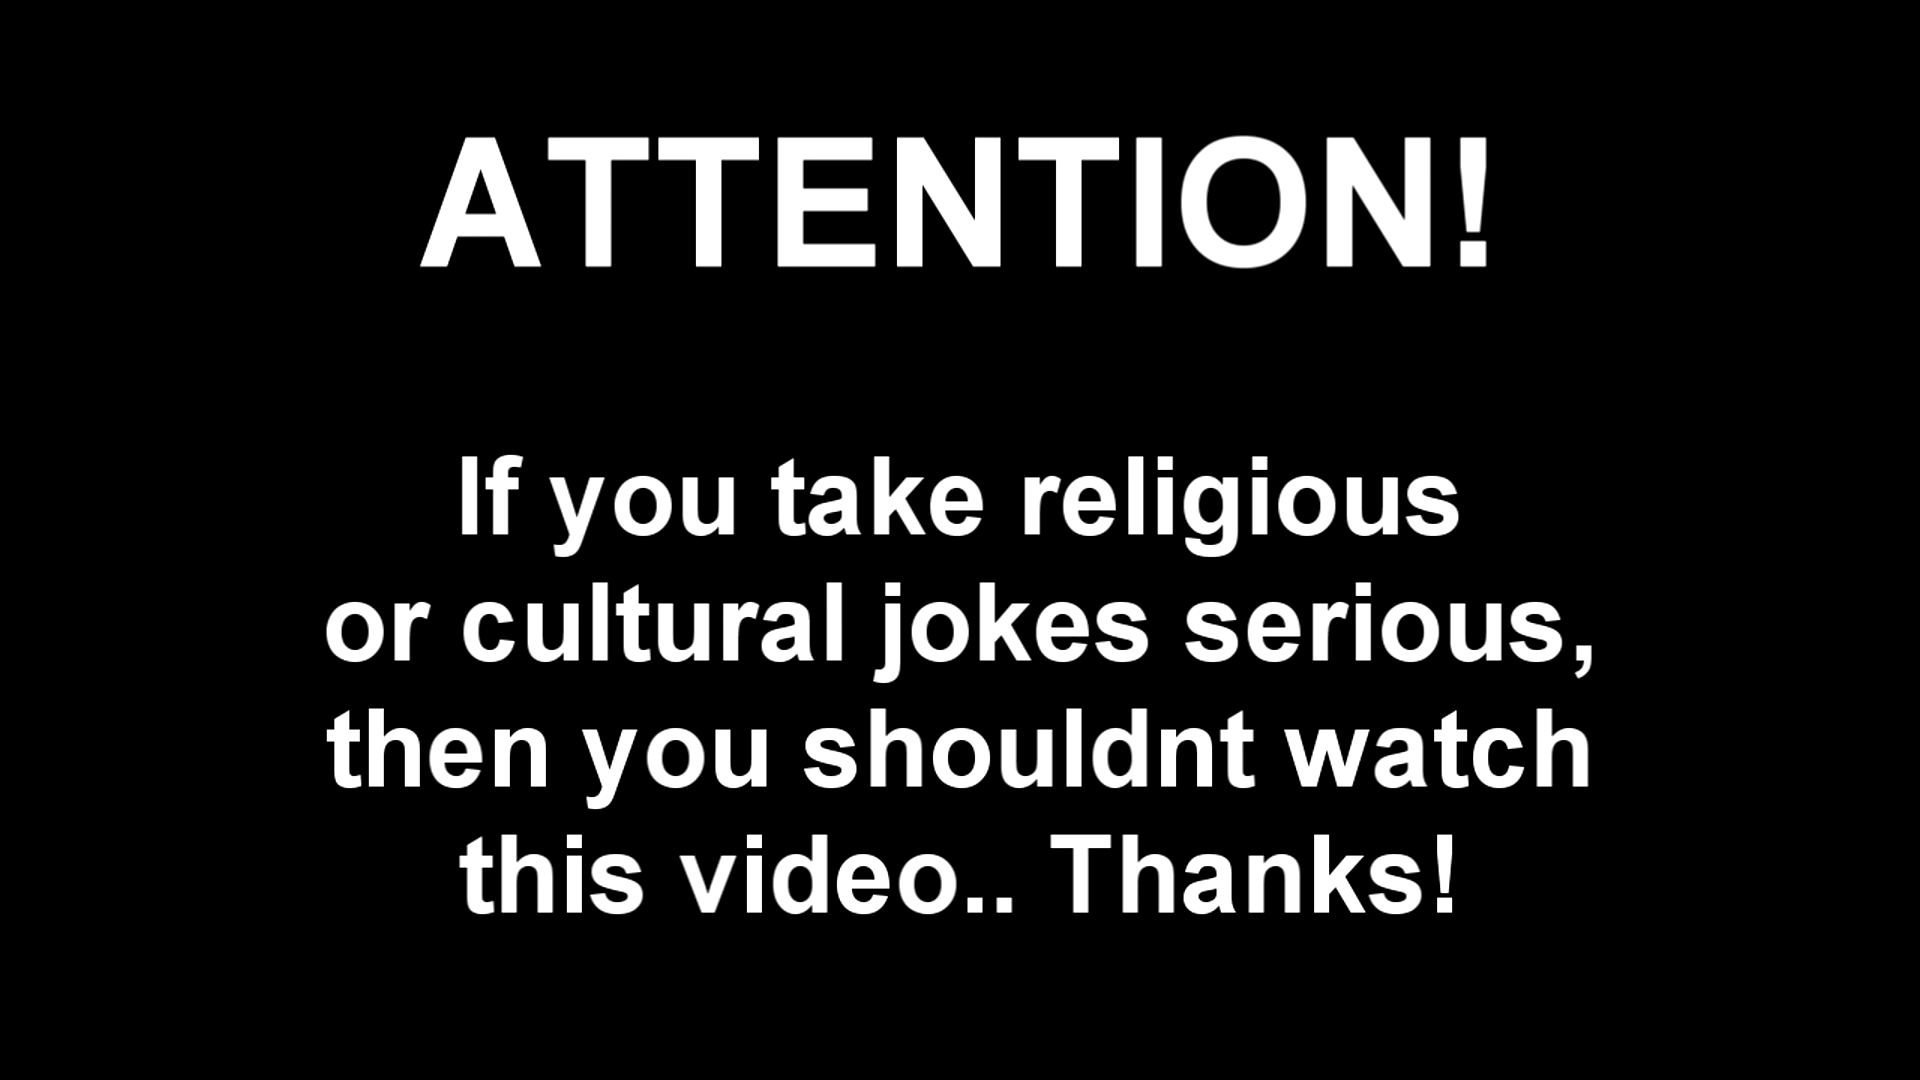 ATTENTION!
If you take religious
or cultural jokes serious,
then you shouldnt watch
this video.. Thanks!